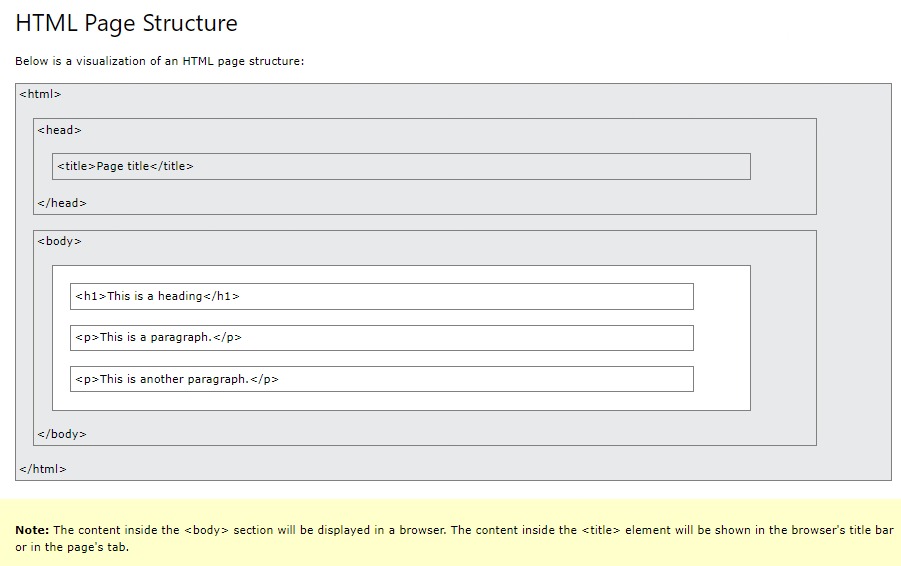 HTML Page Structure
Below is a visualization of an HTML page structure:
<html>
<head>
<title>Page title</title>
</head>
<body>
<h1>This is a heading</h1>
<p>This is a paragraph.</p>
<p>This is another paragraph.</p>
</body>
</html>
Note: The content inside the <body> section will be displayed in a browser. The content inside the <title> element will be shown in the browser's title bar
or in the page's tab.